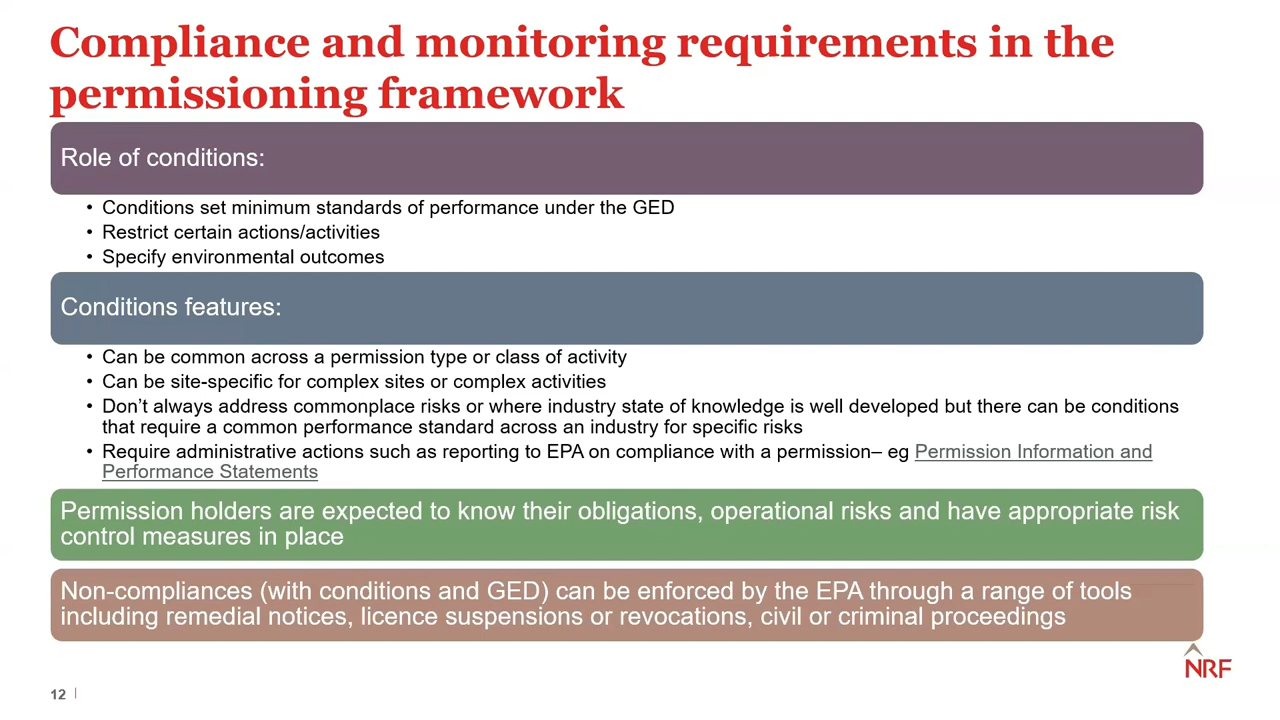 Compliance and monitoring requirements in the
permissioning framework
Role of conditions:
• Conditions set minimum standards of performance under the GED
• Restrict certain actions/activities
• Specify environmental outcomes
Conditions features:
• Can be common across a permission type or class of activity
• Can be site-specific for complex sites or complex activities
• Don’t always address commonplace risks or where industry state of knowledge is well developed but there can be conditions
that require a common performance standard across an industry for specific risks
• Require administrative actions such as reporting to EPA on compliance with a permission– eg Permission Information and
Performance Statements
Permission holders are expected to know their obligations, operational risks and have appropriate risk
control measures in place
Non-compliances (with conditions and GED) can be enforced by the EPA through a range of tools
including remedial notices, licence suspensions or revocations, civil or criminal proceedings
NRF
12